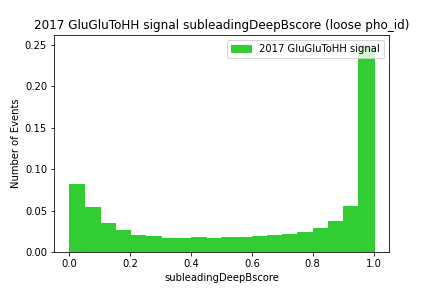 2017 GluGluToHH signal subleadingDeepBscore (loose pho_id)
2017 GluGluToHH signal
Number of Events
0.25
0.20
0.15
0.10
0.05
0.00
0.0 0.2 0.4 0.6 0.8 1.0
subleadingDeepBscore